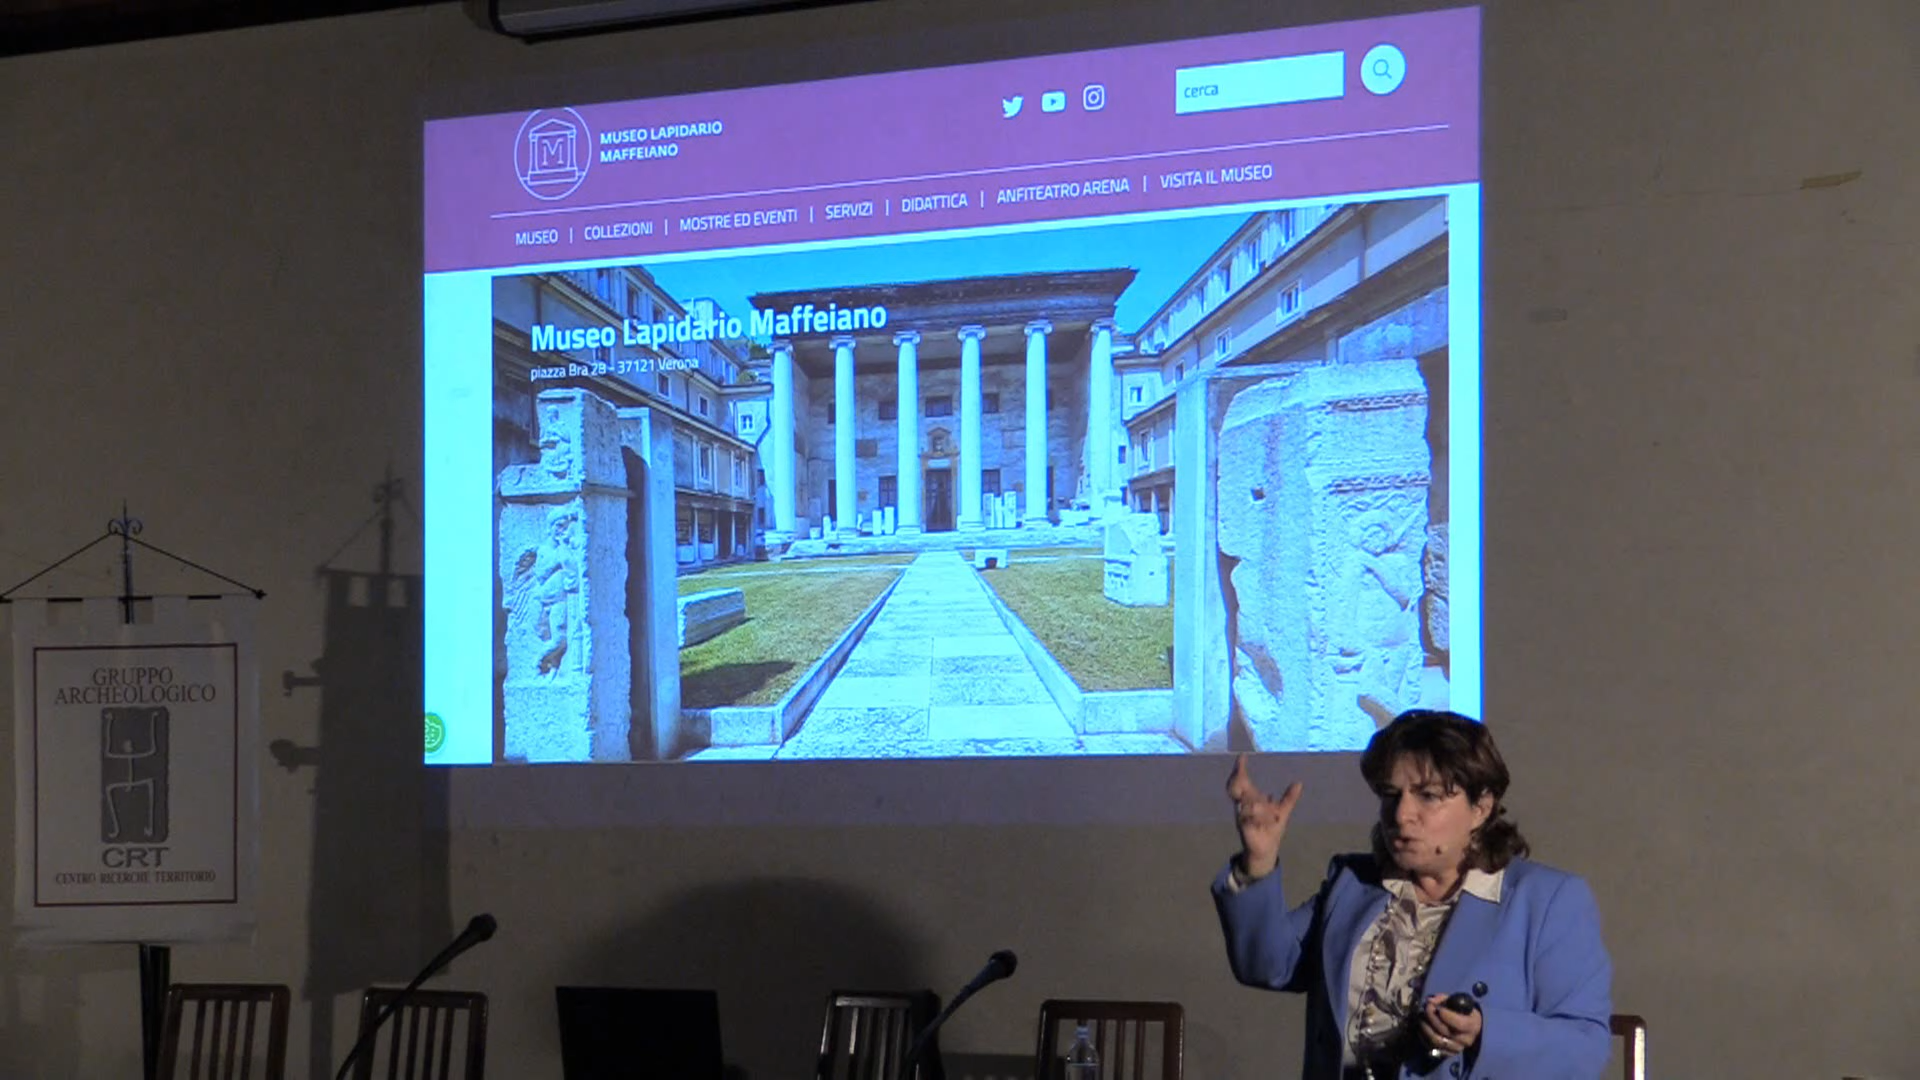 MUSEO LAPIDARIO
MAFFEIANO
cerca
MUSEO | COLLEZIONI | MOSTRE ED EVENTI | SERVIZI | DIDATTICA | ANFITEATRO ARENA | VISITA IL MUSEO
Museo Lapidario Maffeiano
piazza Bra 28 - 37121 Verona
GRUPPO
ARCHEOLOGICO
CRT
CENTRO RICERCHE TERRITORIO